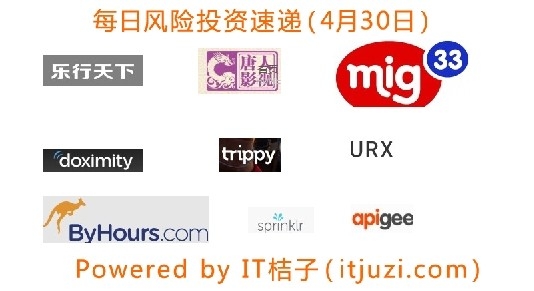 每日风险投资速递(4月30日)
乐行天下
唐人
影视
mig
33
doximity
trippy
URX
ByHours.com
sprinklr
apigee
Powered by IT桔子(itjuzi.com)